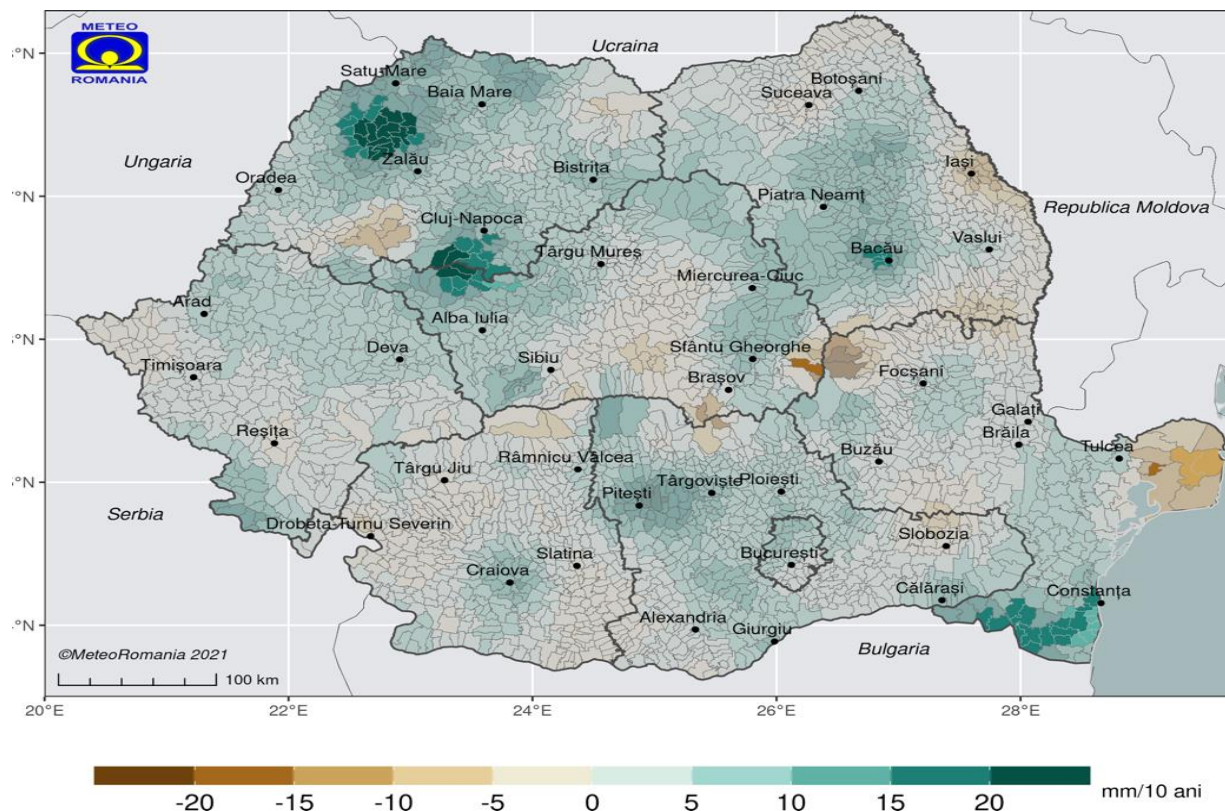 METEO
ROMANIA
Ucraina
Satu-Mare
Botoșani
Baia Mare
Suceava
Ungaria
Zalău
Iași
Bistrița
Oradea
Piatra Neamț
Republica Moldova
Cluj-Napoca
Vaslui
Târgu Mureș
Bacău
Miercurea-Ciuc
Arad
Alba Iulia
Deva
Sibiu
Sfântu Gheorghe
Timișoara
Focșani
Brașov
Galați
Reșița
Brăila
Buzău
Tulcea
Târgu Jiu
Râmnicu Vâlcea
Târgoviște
Ploiești
Pitești
Serbia
Drobeta-Turnu Severin
Slobozia
Slatina
București
Craiova
Călărași
Constanța
Alexandria
Giurgiu
Bulgaria
©MeteoRomania 2021
100 km
20°E 22°E 24°E 26°E 28°E
-20 -15 -10 -5 0 5 10 15 20 mm/10 ani